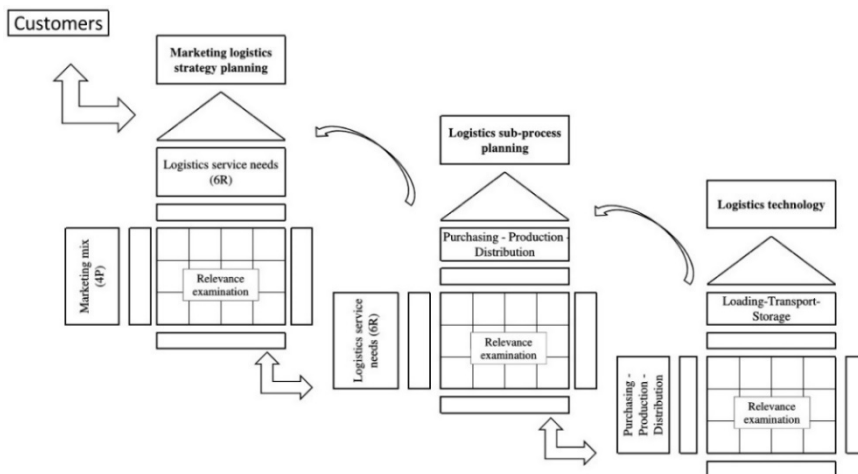 Customers
Marketing logistics
strategy planning
Logistics service needs
(6R)
Marketing mix
(4P)
Relevance
examination
Logistics sub-process
planning
Purchasing - Production -
Distribution
Logistics service
needs (6R)
Relevance
examination
Logistics technology
Loading-Transport-
Storage
Purchasing -
Production -
Distribution
Relevance
examination